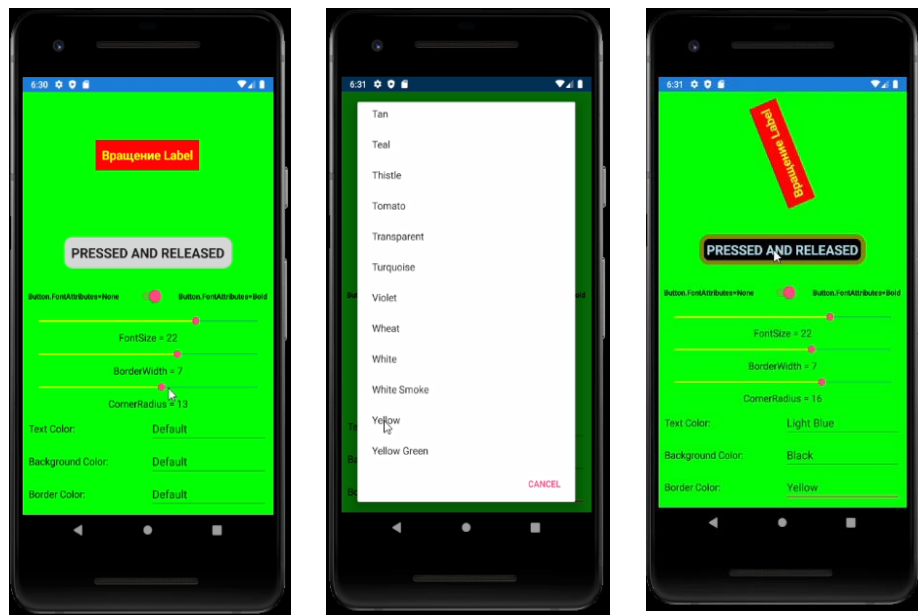 6:30
Вращение Label
PRESSED AND RELEASED
Button.FontAttributes=None Button.FontAttributes=Bold
FontSize = 22
BorderWidth = 7
CornerRadius = 13
Text Color: Default
Background Color: Default
Border Color: Default
6:31
Tan
Teal
Thistle
Tomato
Transparent
Turquoise
Violet
Wheat
White
White Smoke
Yellow
Yellow Green
CANCEL
6:31
Вращение Label
PRESSED AND RELEASED
Button.FontAttributes=None Button.FontAttributes=Bold
FontSize = 22
BorderWidth = 7
CornerRadius = 16
Text Color: Light Blue
Background Color: Black
Border Color: Yellow